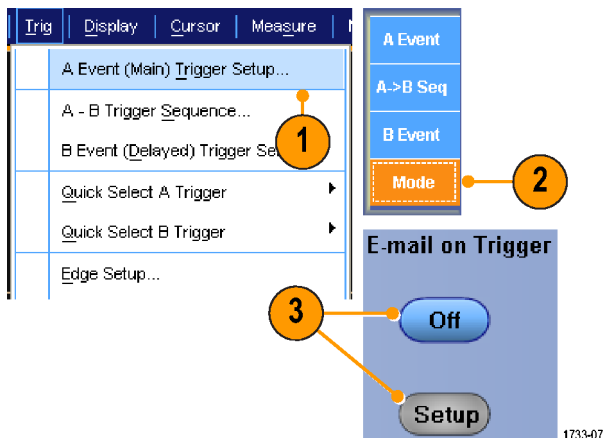 Trig Display Cursor Measure
A Event (Main) Trigger Setup...
A - B Trigger Sequence...
B Event (Delayed) Trigger
Quick Select A Trigger
Quick Select B Trigger
Edge Setup...
1
A Event
A->B Seq
B Event
Mode
2
E-mail on Trigger
3
Off
Setup
1733-07